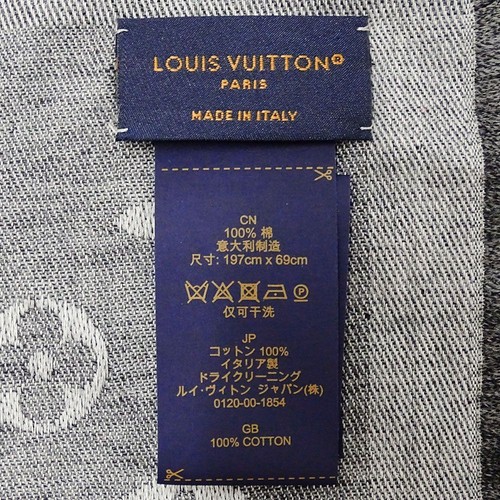 LOUIS VUITTON®
PARIS
MADE IN ITALY
CN
100% 棉
意大利制造
尺寸: 197cm x 69cm
P
仅可干洗
JP
コットン 100%
イタリア製
ドライクリーニング
ルイ·ヴィトン ジャパン(株)
0120-00-1854
GB
100% COTTON